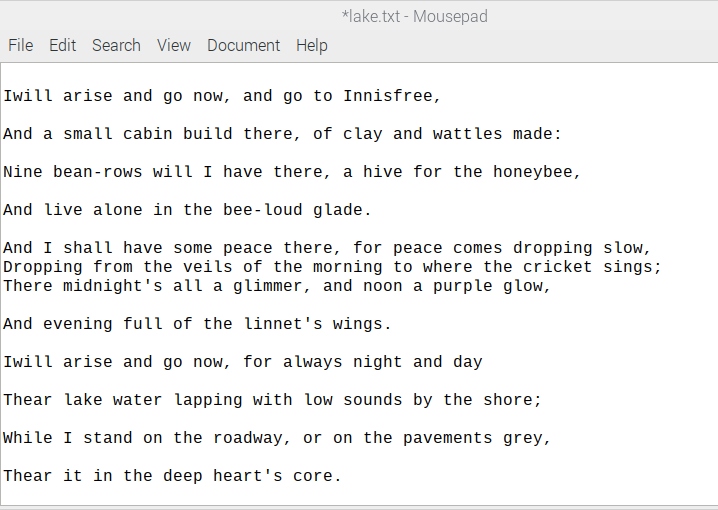 *lake.txt - Mousepad
File Edit Search View Document Help
Iwill arise and go now, and go to Innisfree,
And a small cabin build there, of clay and wattles made:
Nine bean-rows will I have there, a hive for the honeybee,
And live alone in the bee-loud glade.
And I shall have some peace there, for peace comes dropping slow,
Dropping from the veils of the morning to where the cricket sings;
There midnight's all a glimmer, and noon a purple glow,
And evening full of the linnet's wings.
Iwill arise and go now, for always night and day
Thear lake water lapping with low sounds by the shore;
While I stand on the roadway, or on the pavements grey,
Thear it in the deep heart's core.